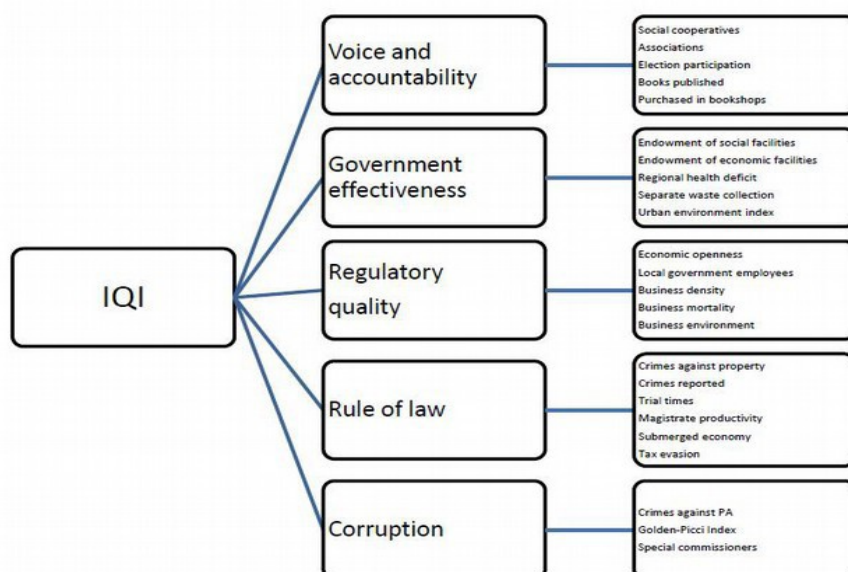 IQI
Voice and
accountability
Social cooperatives
Associations
Election participation
Books published
Purchased in bookshops
Government
effectiveness
Endowment of social facilities
Endowment of economic facilities
Regional health deficit
Separate waste collection
Urban environment index
Regulatory
quality
Economic openness
Local government employees
Business density
Business mortality
Business environment
Rule of law
Crimes against property
Crimes reported
Trial times
Magistrate productivity
Submerged economy
Tax evasion
Corruption
Crimes against PA
Golden-Picci Index
Special commissioners